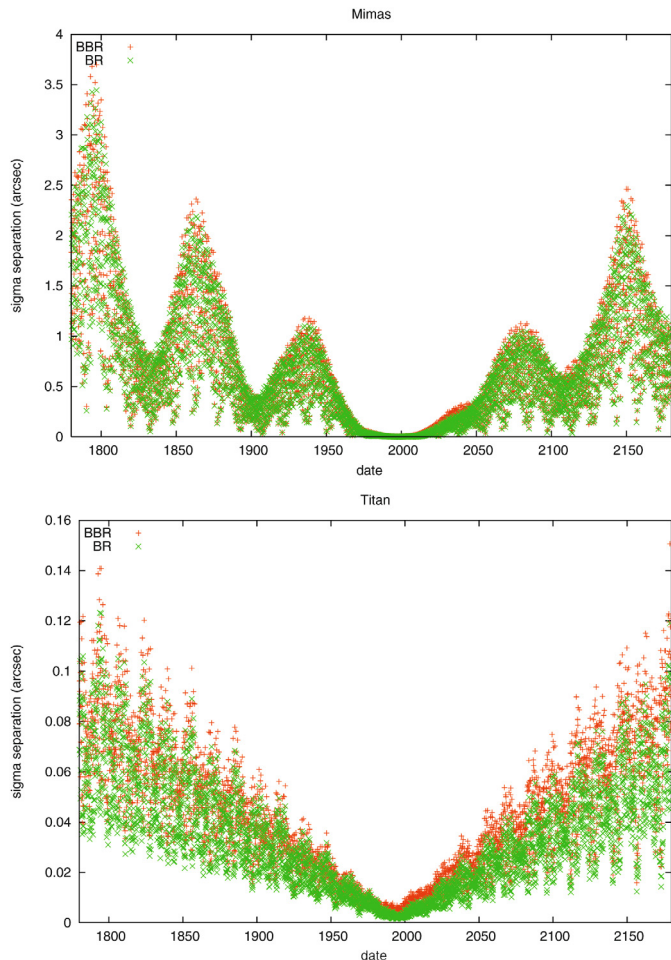 Mimas
4
BBR
BR
3.5
3
2.5
2
1.5
1
0.5
0
sigma separation (arcsec)
1800 1850 1900 1950 2000 2050 2100 2150
date
Titan
0.16
BBR
BR
0.14
0.12
0.1
0.08
0.06
0.04
0.02
0
sigma separation (arcsec)
1800 1850 1900 1950 2000 2050 2100 2150
date